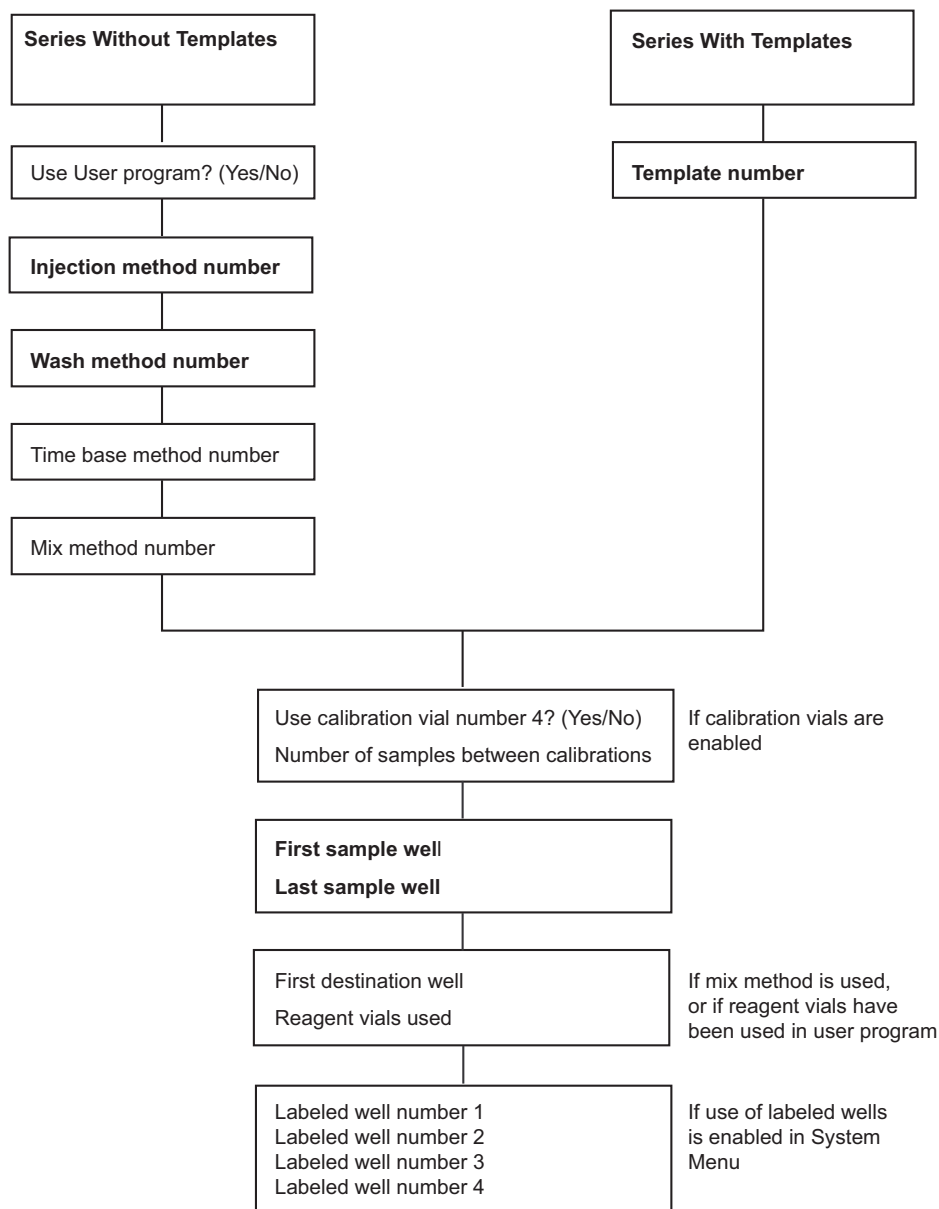 Series Without Templates
Series With Templates
Use User program? (Yes/No)
Template number
Injection method number
Wash method number
Time base method number
Mix method number
Use calibration vial number 4? (Yes/No)
Number of samples between calibrations
If calibration vials are
enabled
First sample well
Last sample well
First destination well
Reagent vials used
If mix method is used,
or if reagent vials have
been used in user program
Labeled well number 1
Labeled well number 2
Labeled well number 3
Labeled well number 4
If use of labeled wells
is enabled in System
Menu